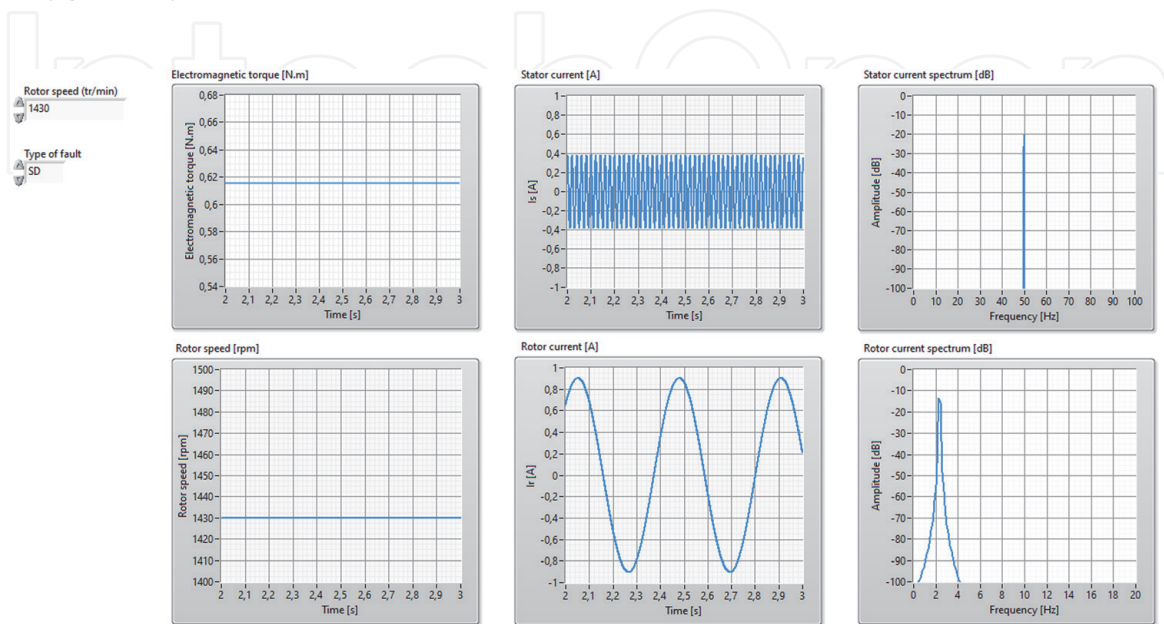 Rotor speed (tr/min)
1430
Type of fault
SD
Electromagnetic torque [N.m]
Electromagnetic torque [N.m]
0,68
0,66
0,64
0,62
0,6
0,58
0,56
0,54
2 2,1 2,2 2,3 2,4 2,5 2,6 2,7 2,8 2,9 3
Time [s]
Stator current [A]
Is [A]
1
0,8
0,6
0,4
0,2
0
-0,2
-0,4
-0,6
-0,8
-1
2 2,1 2,2 2,3 2,4 2,5 2,6 2,7 2,8 2,9 3
Time [s]
Stator current spectrum [dB]
Amplitude [dB]
0
-10
-20
-30
-40
-50
-60
-70
-80
-90
-100
0 10 20 30 40 50 60 70 80 90 100
Frequency [Hz]
Rotor speed [rpm]
Rotor speed [rpm]
1500
1490
1480
1470
1460
1450
1440
1430
1420
1410
1400
2 2,1 2,2 2,3 2,4 2,5 2,6 2,7 2,8 2,9 3
Time [s]
Rotor current [A]
Ir [A]
1
0,8
0,6
0,4
0,2
0
-0,2
-0,4
-0,6
-0,8
-1
2 2,1 2,2 2,3 2,4 2,5 2,6 2,7 2,8 2,9 3
Time [s]
Rotor current spectrum [dB]
Amplitude [dB]
0
-10
-20
-30
-40
-50
-60
-70
-80
-90
-100
0 2 4 6 8 10 12 14 16 18 20
Frequency [Hz]